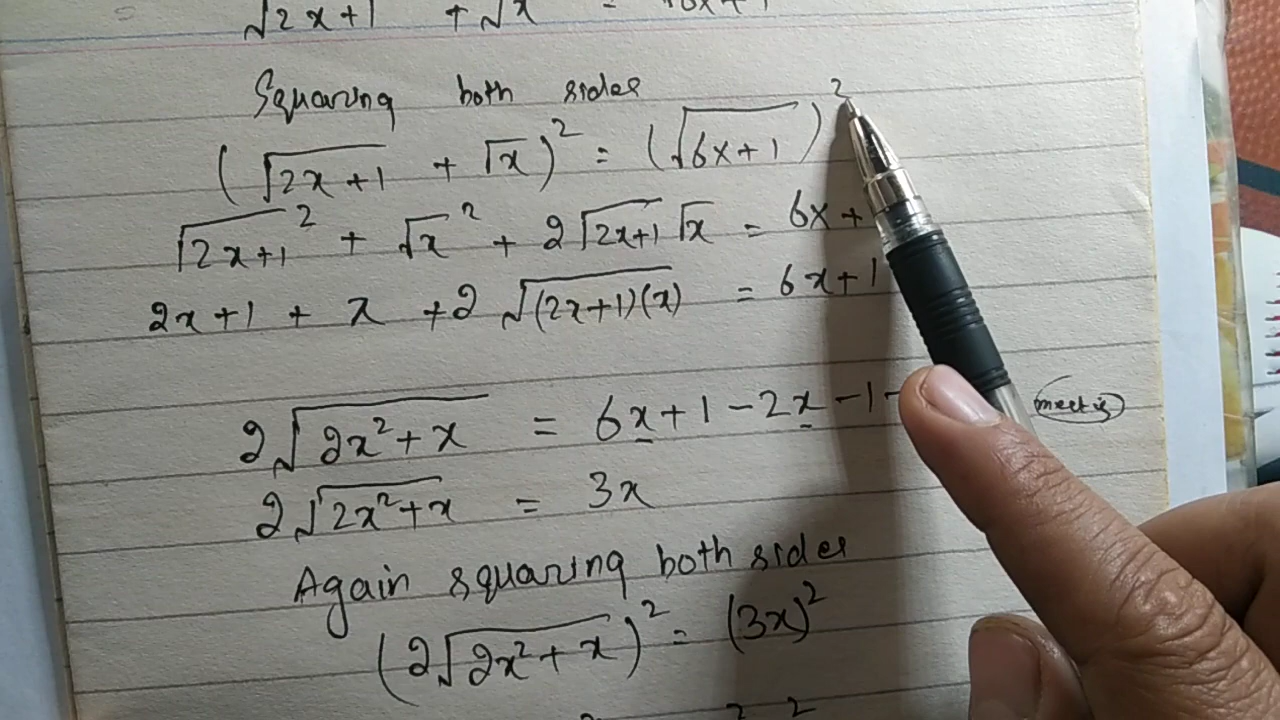 √2x+1 + √x =
Squaring both sides
(√2x+1 + √x)² = (√6x+1)²
√2x+1² + √x² + 2√2x+1 √x = 6x+
2x+1 + x +2 √(2x+1)(x) = 6x+1
2√2x²+x = 6x+1-2x-1-
2√2x²+x = 3x
Again squaring both sides
(2√2x²+x)² = (3x)²